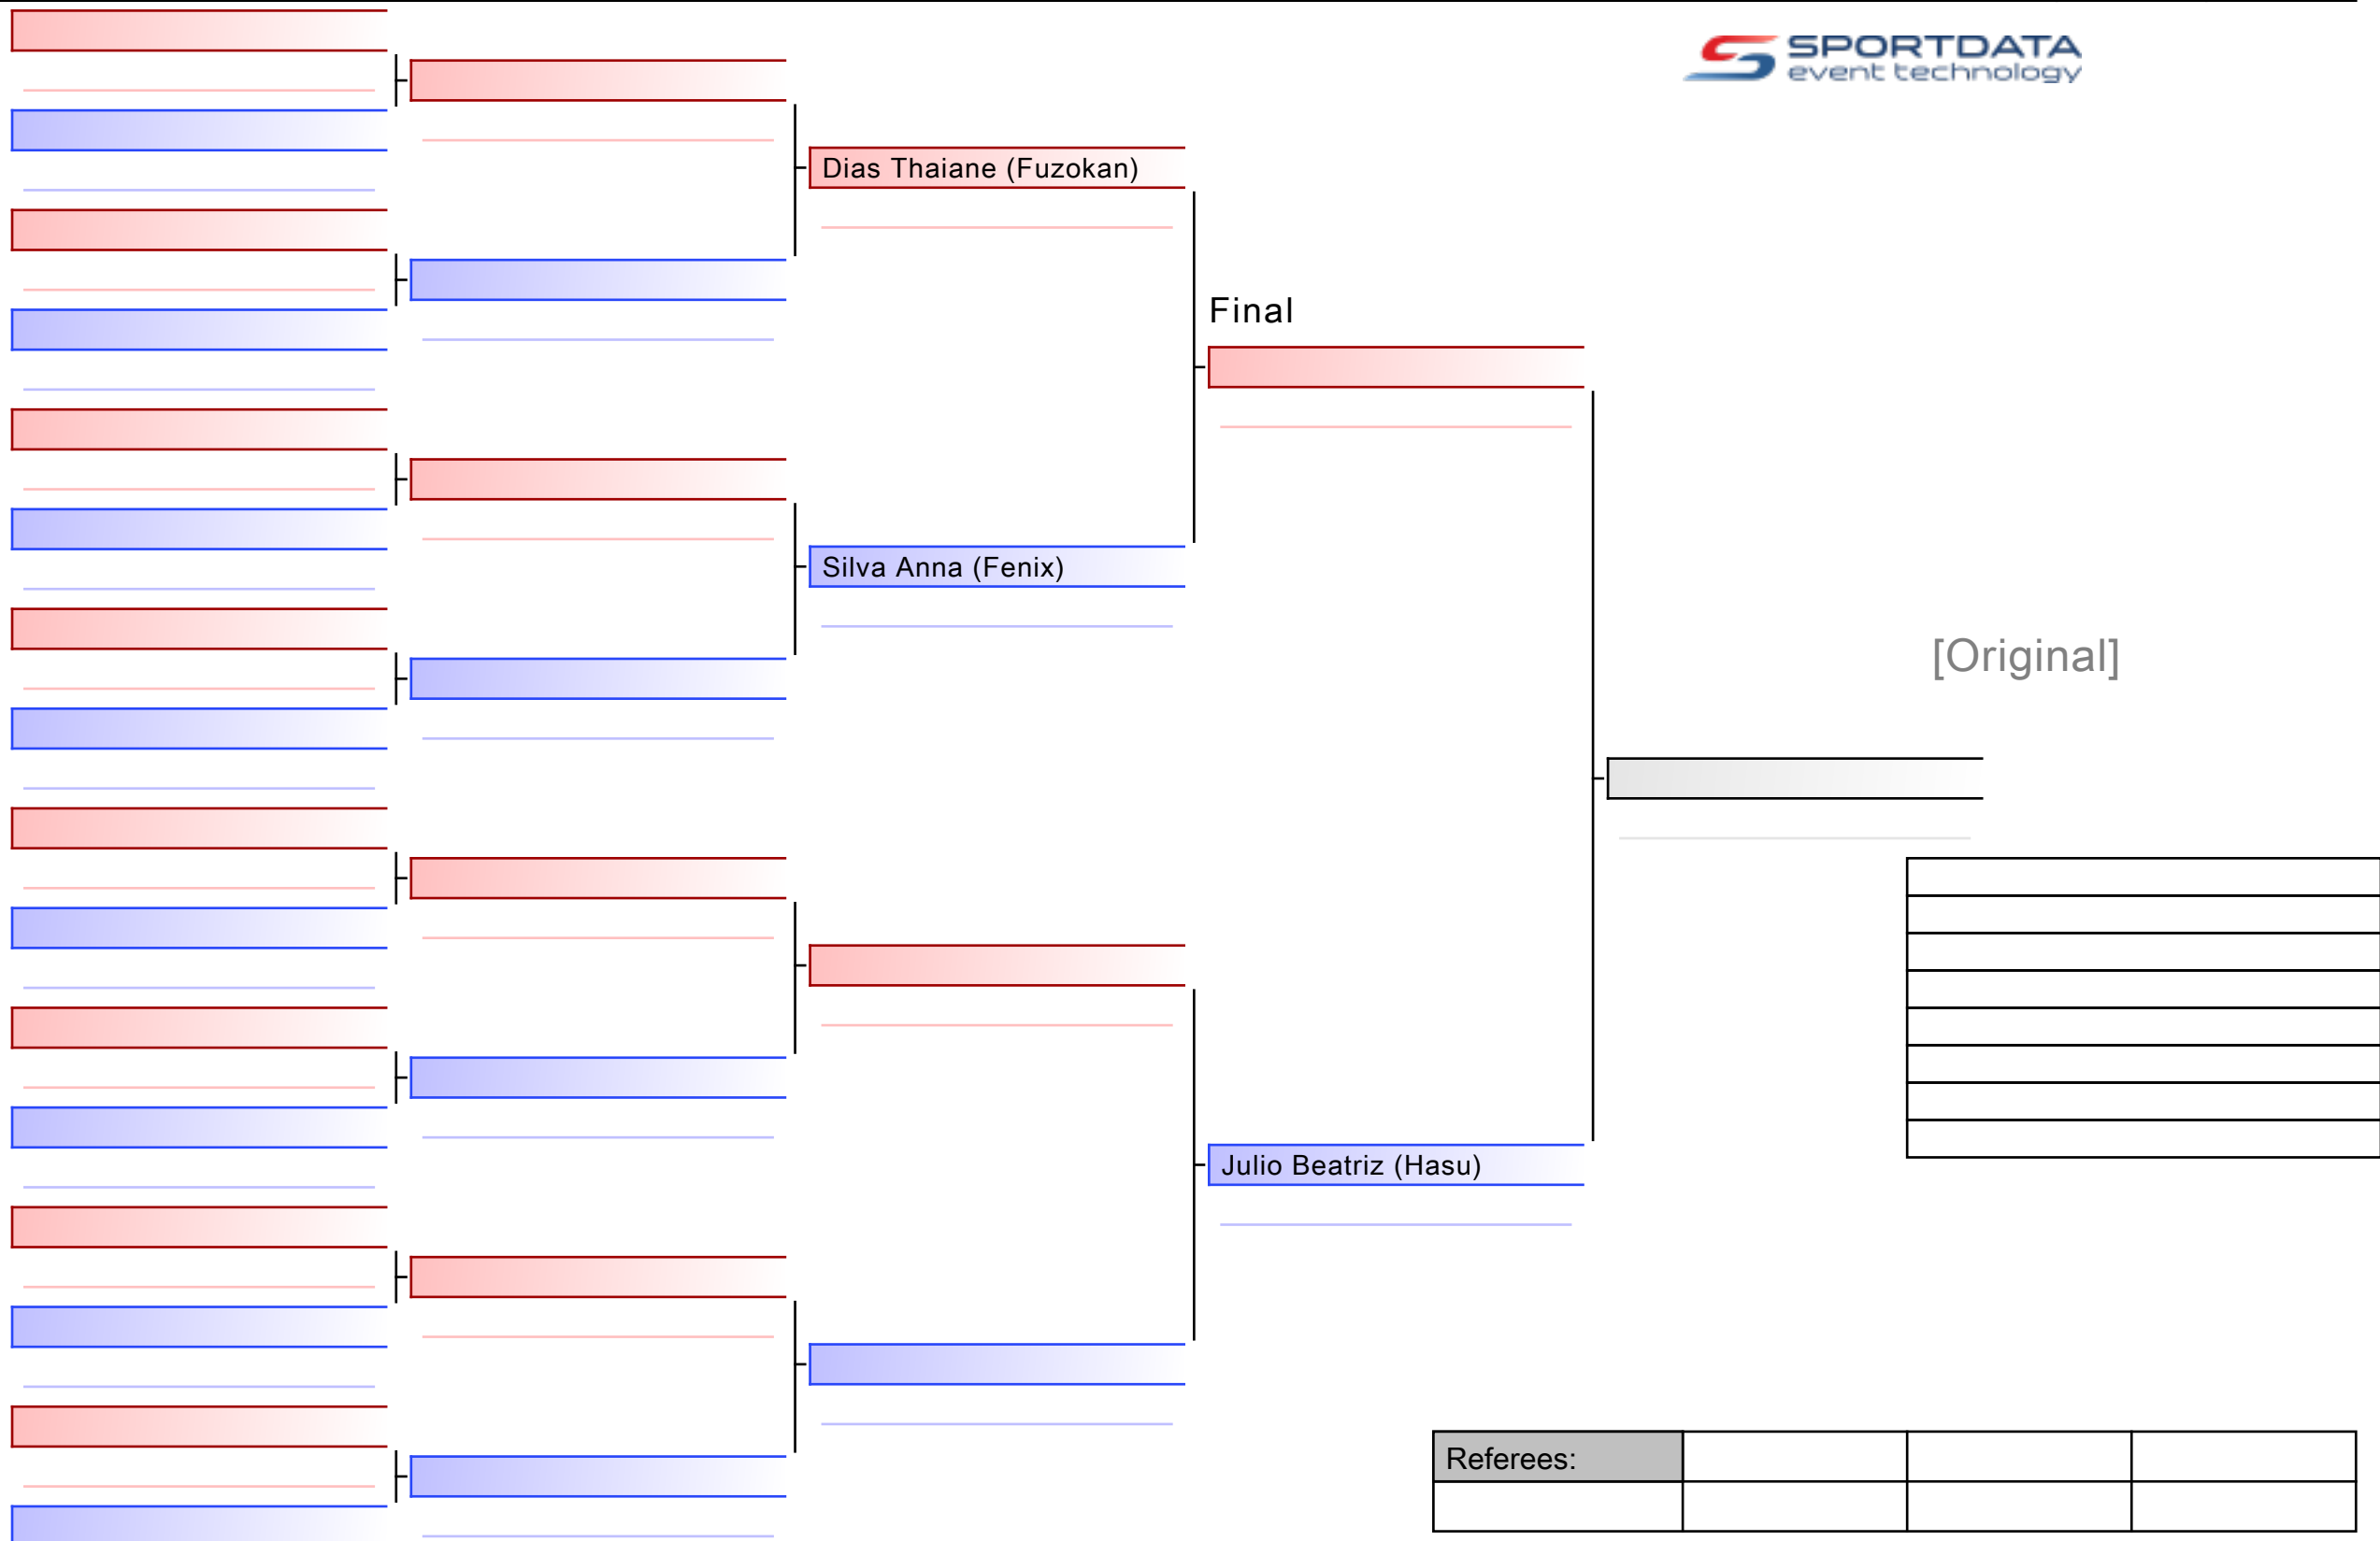 SPORTDATA
event technology
Dias Thaiane (Fuzokan)
Final
Silva Anna (Fenix)
[Original]
Julio Beatriz (Hasu)
Referees: